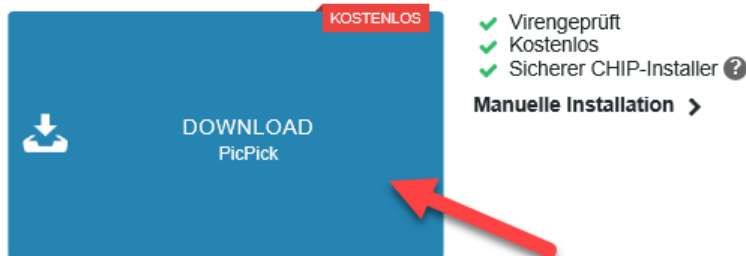 KOSTENLOS
DOWNLOAD
PicPick
Virengeprüft
Kostenlos
Sicherer CHIP-Installer ?
Manuelle Installation >